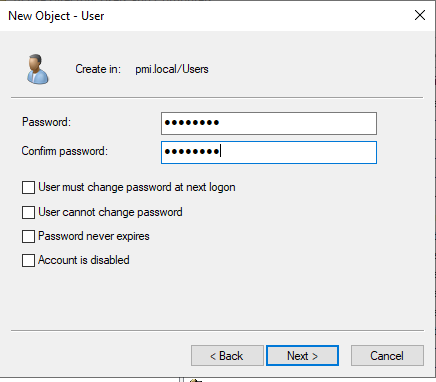 New Object - User
Create in: pmi.local/Users
Password: ●●●●●●●●
Confirm password: ●●●●●●●●
User must change password at next logon
User cannot change password
Password never expires
Account is disabled
< Back Next > Cancel